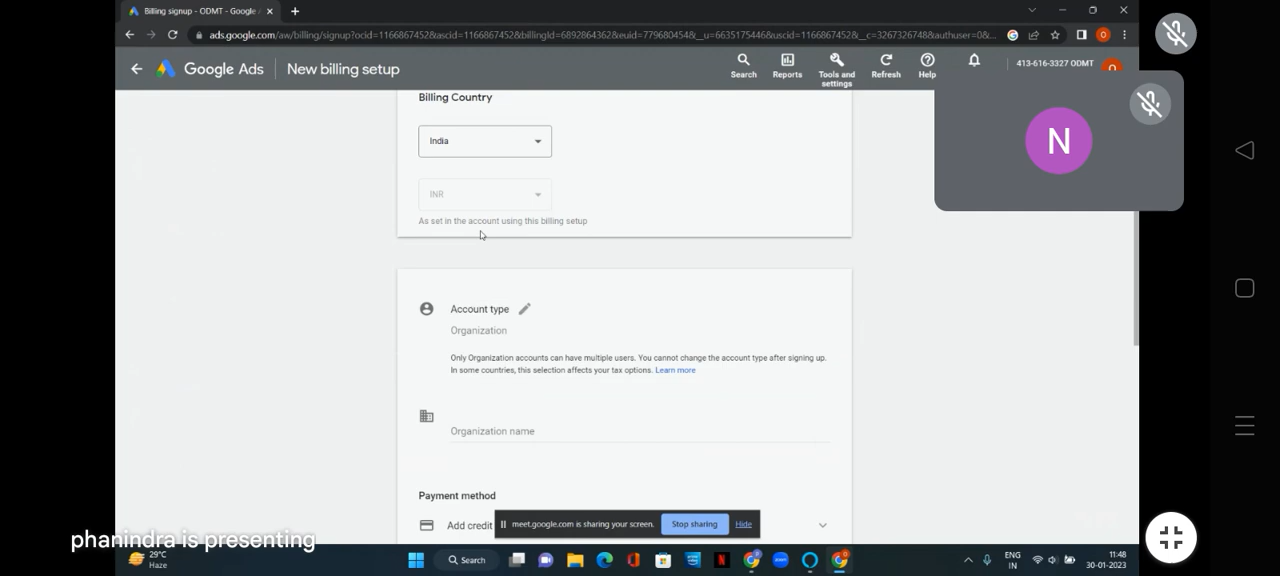 Billing signup - ODMT - Google A
ads.google.com/aw/billing/signup?ocid=1166867452&ascid=1166867452&billingId=6892864362&euid=779680454&__u=6635175446&uscid=1166867452&__c=3267326748&authuser=0&...
Google Ads
New billing setup
Search
Reports
Tools and
settings
Refresh
Help
413-616-3327 ODMT
O
N
Billing Country
India
INR
As set in the account using this billing setup
Account type
Organization
Only Organization accounts can have multiple users. You cannot change the account type after signing up.
In some countries, this selection affects your tax options. Learn more
Organization name
Payment method
Add credit
meet.google.com is sharing your screen.
Stop sharing
Hide
phanindra is presenting
29°C
Haze
Search
ENG
IN
11:48
30-01-2023